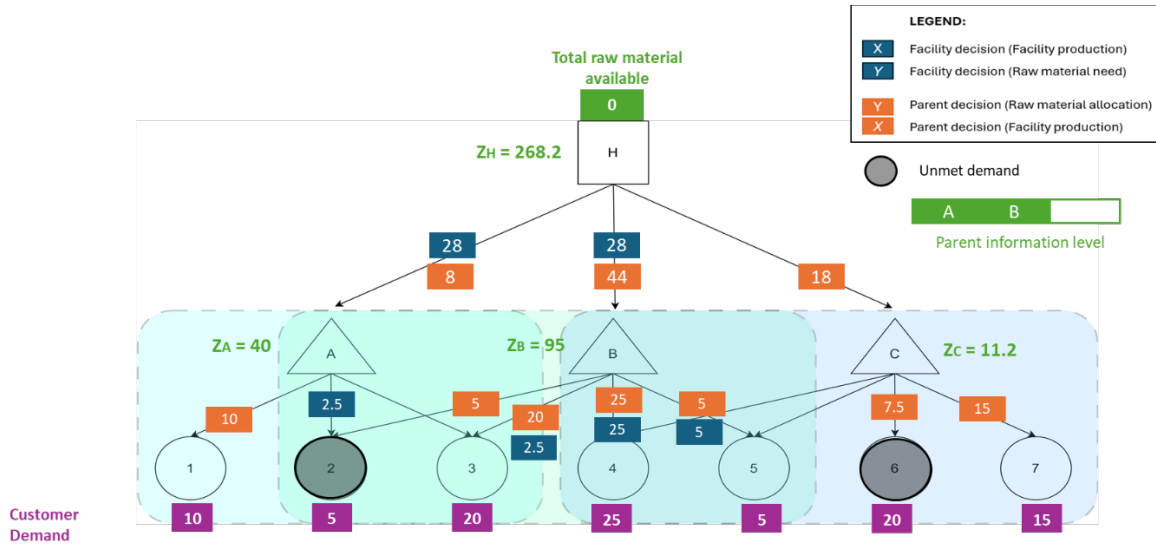 LEGEND:
X Facility decision (Facility production)
Y Facility decision (Raw material need)
Y Parent decision (Raw material allocation)
X Parent decision (Facility production)
Unmet demand
A B
Parent information level
Total raw material
available
0
ZH = 268.2
H
28
28
8
44
18
ZA = 40
A
ZB = 95
B
C
ZC = 11.2
10
2.5
5
20
25
5
7.5
15
2.5
25
5
1
2
3
4
5
6
7
Customer
Demand
10
5
20
25
5
20
15